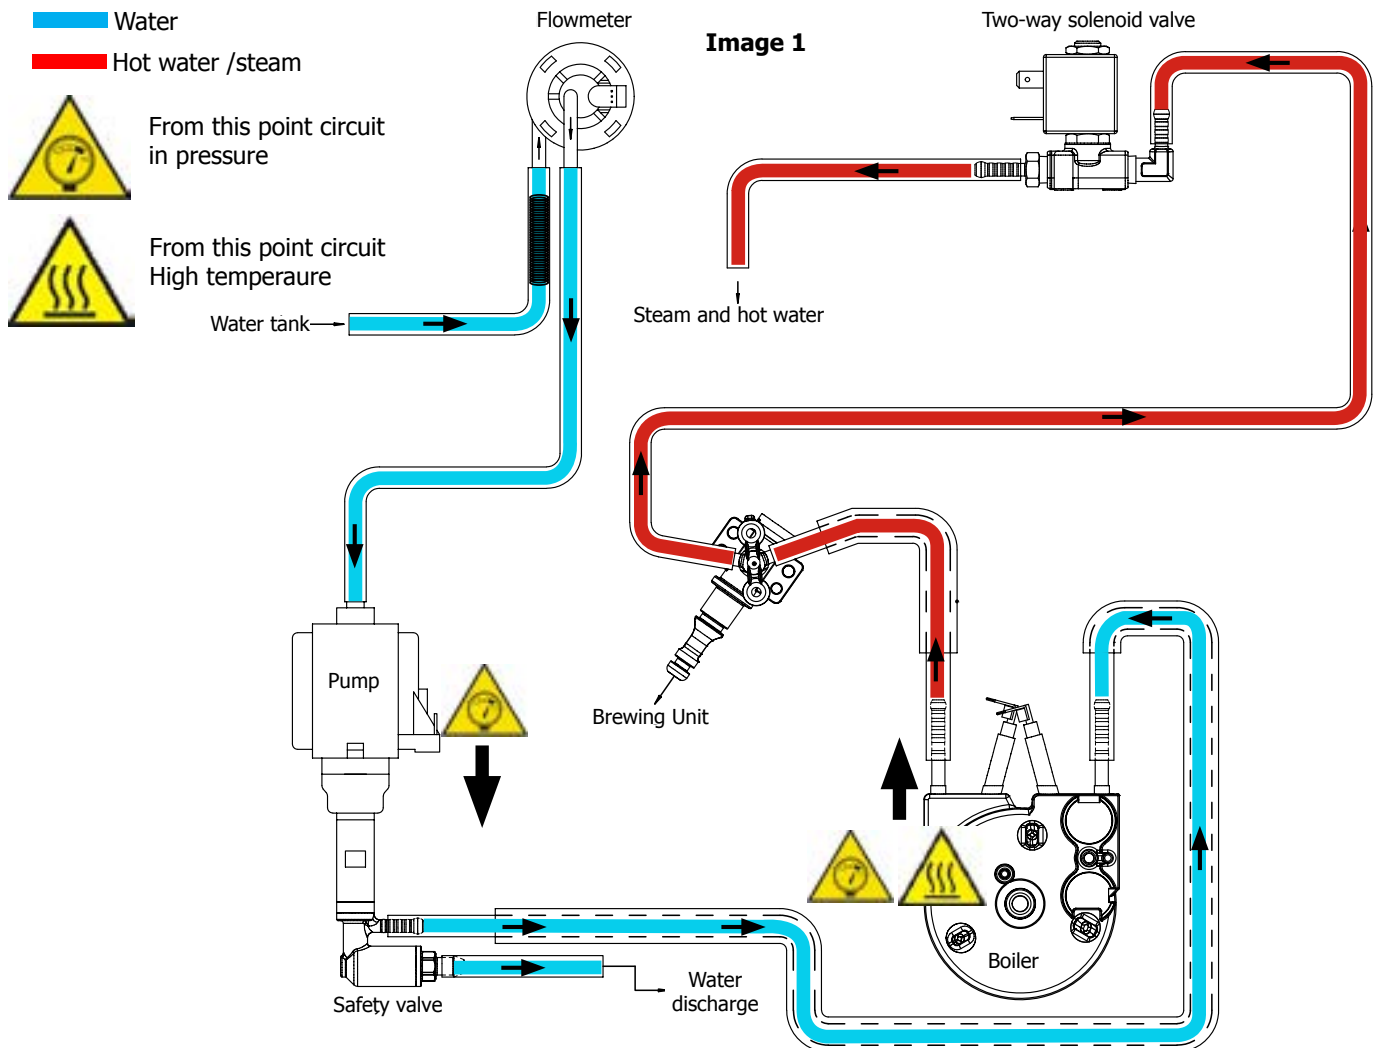 Water
Hot water /steam
From this point circuit
in pressure
From this point circuit
High temperaure
Flowmeter
Image 1
Two-way solenoid valve
Water tank
Steam and hot water
Pump
Brewing Unit
Boiler
Safety valve
Water
discharge